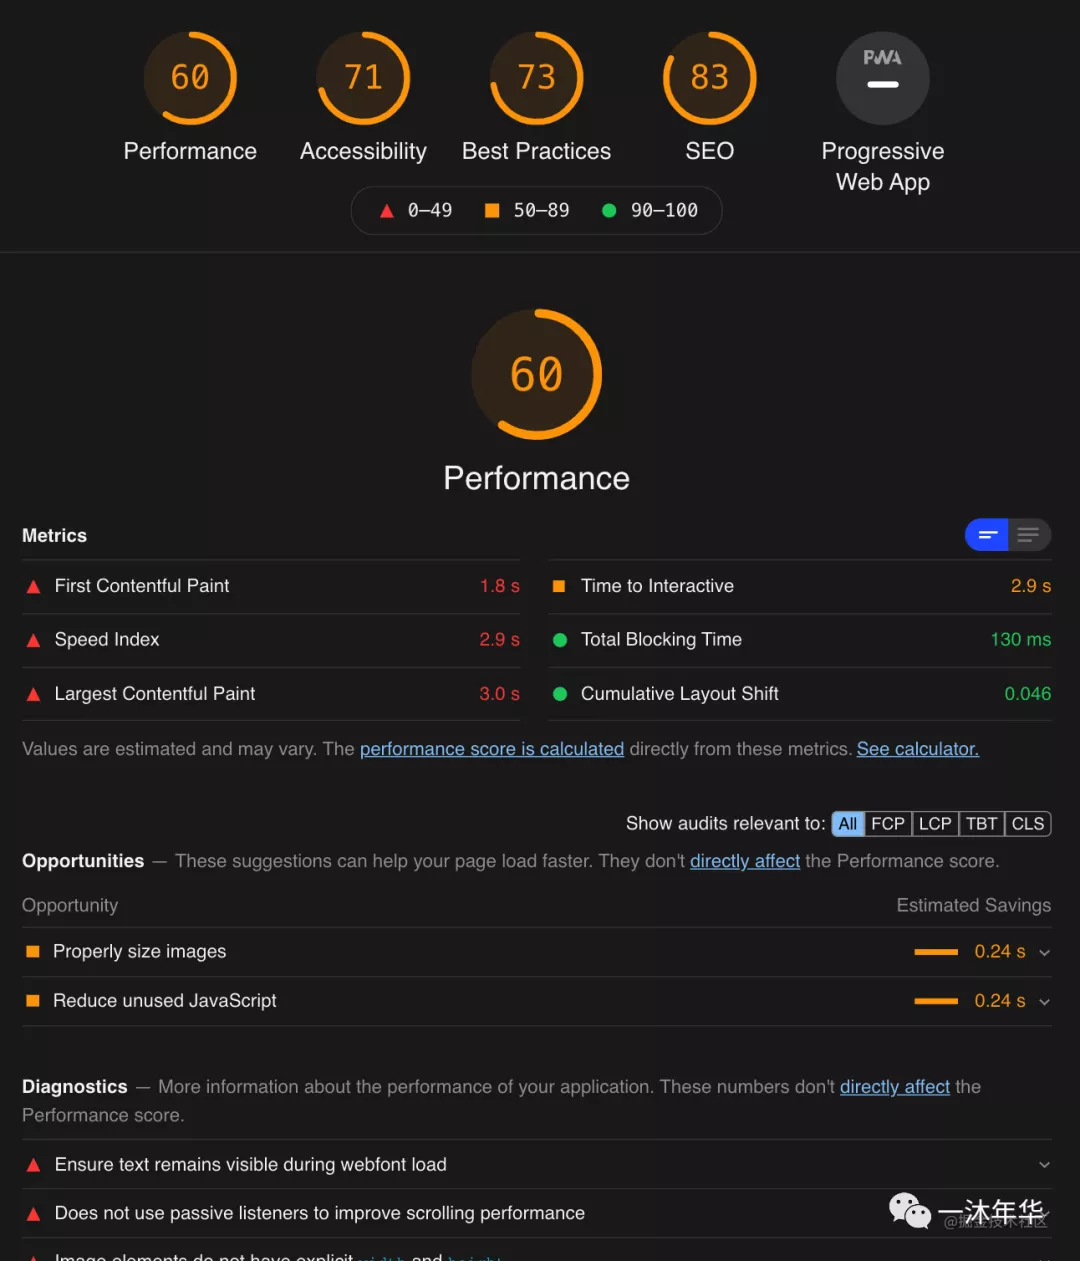 60
71
73
83
PWA
Performance
Accessibility
Best Practices
SEO
Progressive
Web App
0–49
50–89
90–100
60
Performance
Metrics
First Contentful Paint 1.8 s
Time to Interactive 2.9 s
Speed Index 2.9 s
Total Blocking Time 130 ms
Largest Contentful Paint 3.0 s
Cumulative Layout Shift 0.046
Values are estimated and may vary. The performance score is calculated directly from these metrics. See calculator.
Show audits relevant to: All FCP LCP TBT CLS
Opportunities — These suggestions can help your page load faster. They don't directly affect the Performance score.
Opportunity Estimated Savings
Properly size images 0.24 s
Reduce unused JavaScript 0.24 s
Diagnostics — More information about the performance of your application. These numbers don't directly affect the
Performance score.
Ensure text remains visible during webfont load
Does not use passive listeners to improve scrolling performance
一沐年华
@掘金技术社区
Image elements do not have explicit width and height